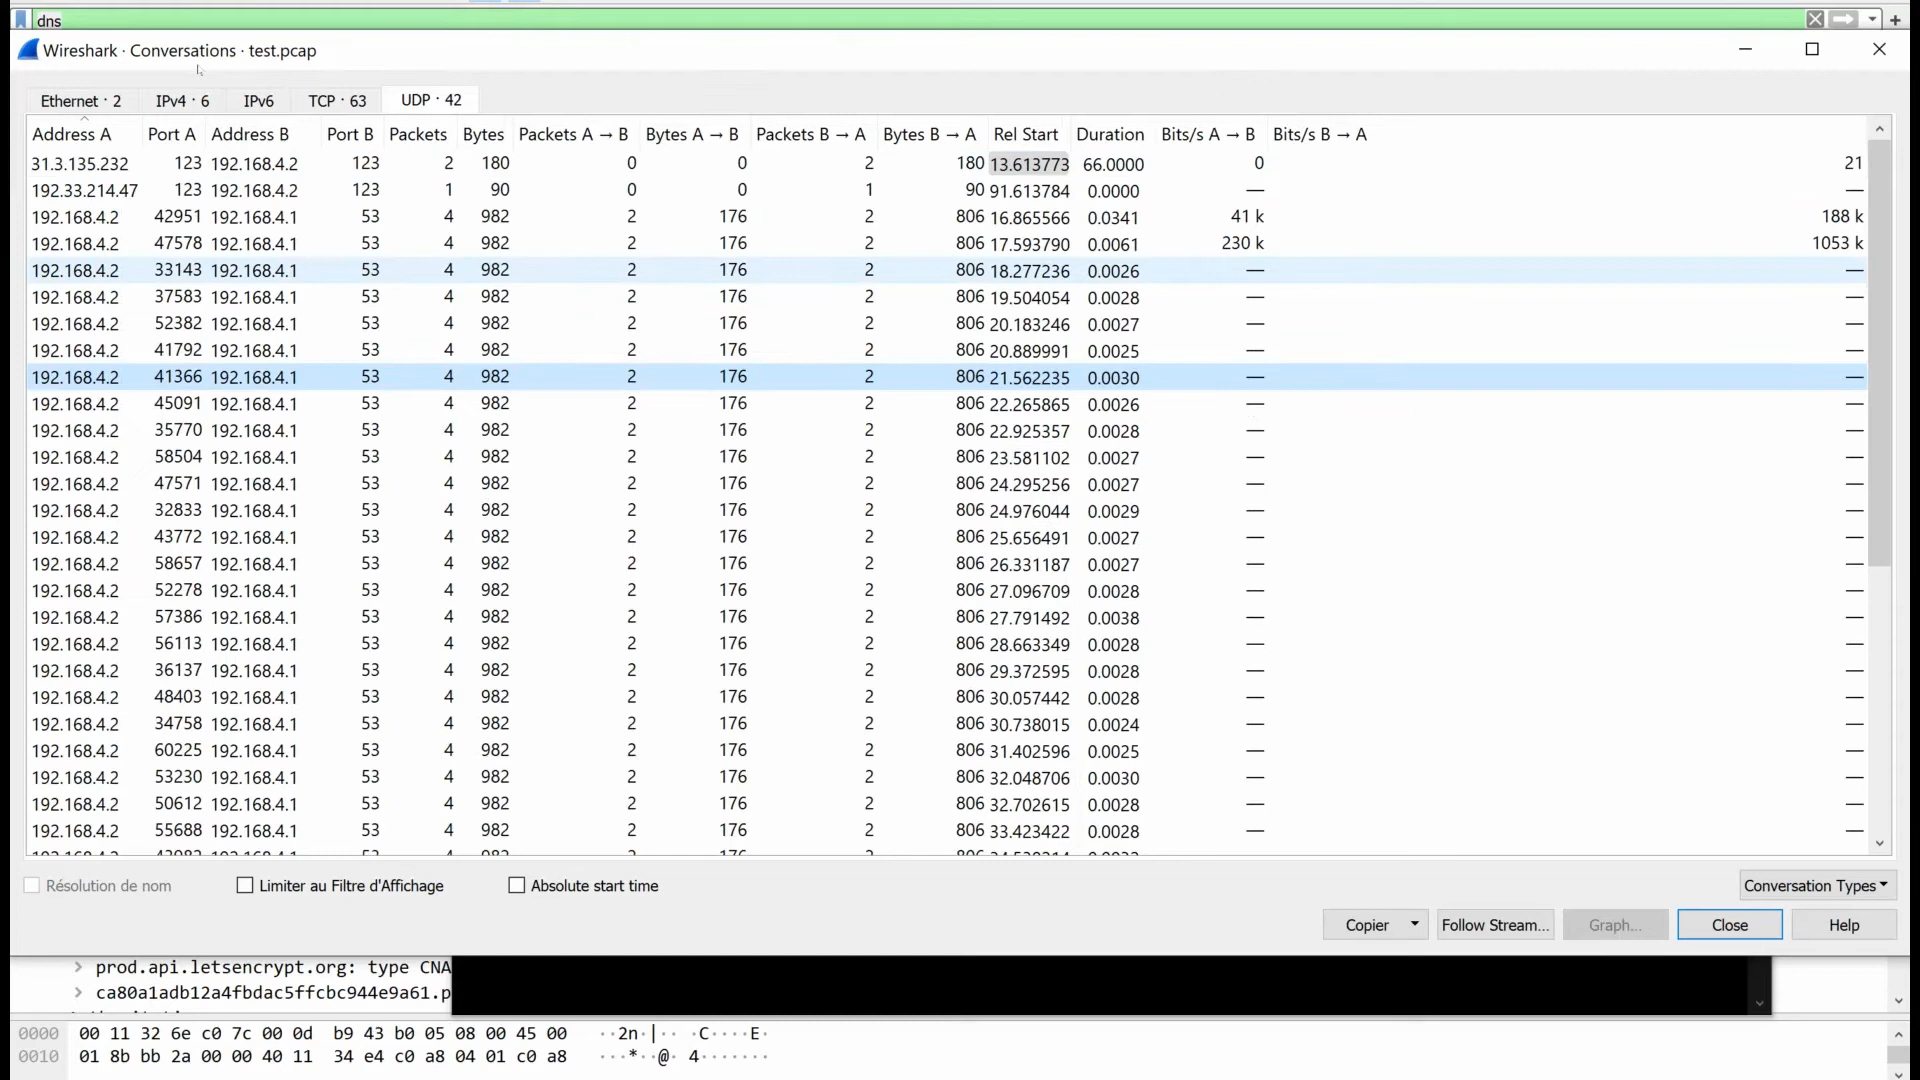 dns
Wireshark · Conversations · test.pcap
Ethernet · 2 IPv4 · 6 IPv6 TCP · 63 UDP · 42
Address A Port A Address B Port B Packets Bytes Packets A → B Bytes A → B Packets B → A Bytes B → A Rel Start Duration Bits/s A → B Bits/s B → A
31.3.135.232 123 192.168.4.2 123 2 180 0 0 2 180 13.613773 66.0000 0 21
192.33.214.47 123 192.168.4.2 123 1 90 0 0 1 90 91.613784 0.0000 — —
192.168.4.2 42951 192.168.4.1 53 4 982 2 176 2 806 16.865566 0.0341 41 k 188 k
192.168.4.2 47578 192.168.4.1 53 4 982 2 176 2 806 17.593790 0.0061 230 k 1053 k
192.168.4.2 33143 192.168.4.1 53 4 982 2 176 2 806 18.277236 0.0026 — —
192.168.4.2 37583 192.168.4.1 53 4 982 2 176 2 806 19.504054 0.0028 — —
192.168.4.2 52382 192.168.4.1 53 4 982 2 176 2 806 20.183246 0.0027 — —
192.168.4.2 41792 192.168.4.1 53 4 982 2 176 2 806 20.889991 0.0025 — —
192.168.4.2 41366 192.168.4.1 53 4 982 2 176 2 806 21.562235 0.0030 — —
192.168.4.2 45091 192.168.4.1 53 4 982 2 176 2 806 22.265865 0.0026 — —
192.168.4.2 35770 192.168.4.1 53 4 982 2 176 2 806 22.925357 0.0028 — —
192.168.4.2 58504 192.168.4.1 53 4 982 2 176 2 806 23.581102 0.0027 — —
192.168.4.2 47571 192.168.4.1 53 4 982 2 176 2 806 24.295256 0.0027 — —
192.168.4.2 32833 192.168.4.1 53 4 982 2 176 2 806 24.976044 0.0029 — —
192.168.4.2 43772 192.168.4.1 53 4 982 2 176 2 806 25.656491 0.0027 — —
192.168.4.2 58657 192.168.4.1 53 4 982 2 176 2 806 26.331187 0.0027 — —
192.168.4.2 52278 192.168.4.1 53 4 982 2 176 2 806 27.096709 0.0028 — —
192.168.4.2 57386 192.168.4.1 53 4 982 2 176 2 806 27.791492 0.0038 — —
192.168.4.2 56113 192.168.4.1 53 4 982 2 176 2 806 28.663349 0.0028 — —
192.168.4.2 36137 192.168.4.1 53 4 982 2 176 2 806 29.372595 0.0028 — —
192.168.4.2 48403 192.168.4.1 53 4 982 2 176 2 806 30.057442 0.0028 — —
192.168.4.2 34758 192.168.4.1 53 4 982 2 176 2 806 30.738015 0.0024 — —
192.168.4.2 60225 192.168.4.1 53 4 982 2 176 2 806 31.402596 0.0025 — —
192.168.4.2 53230 192.168.4.1 53 4 982 2 176 2 806 32.048706 0.0030 — —
192.168.4.2 50612 192.168.4.1 53 4 982 2 176 2 806 32.702615 0.0028 — —
192.168.4.2 55688 192.168.4.1 53 4 982 2 176 2 806 33.423422 0.0028 — —
Résolution de nom Limiter au Filtre d'Affichage Absolute start time Conversation Types
Copier Follow Stream... Graph... Close Help
prod.api.letsencrypt.org: type CNA
ca80a1adb12a4fbdac5ffcbc944e9a61.p
0000 00 11 32 6e c0 7c 00 0d b9 43 b0 05 08 00 45 00 ··2n·|·· ·C····E·
0010 01 8b bb 2a 00 00 40 11 34 e4 c0 a8 04 01 c0 a8 ···*··@· 4·······